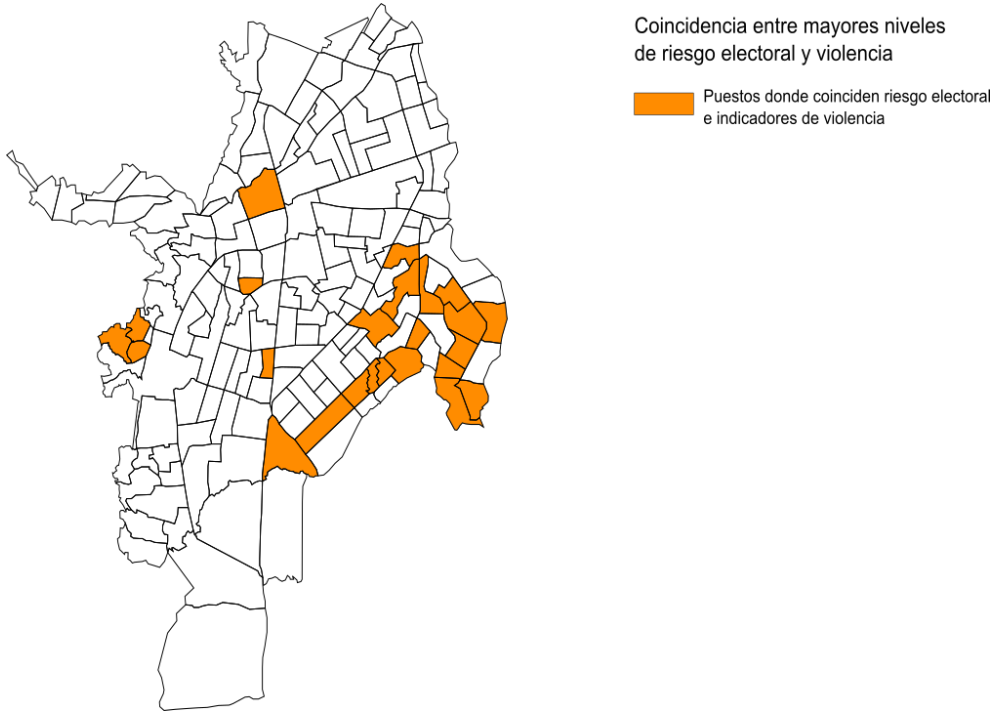 Coincidencia entre mayores niveles
de riesgo electoral y violencia
Puestos donde coinciden riesgo electoral
e indicadores de violencia